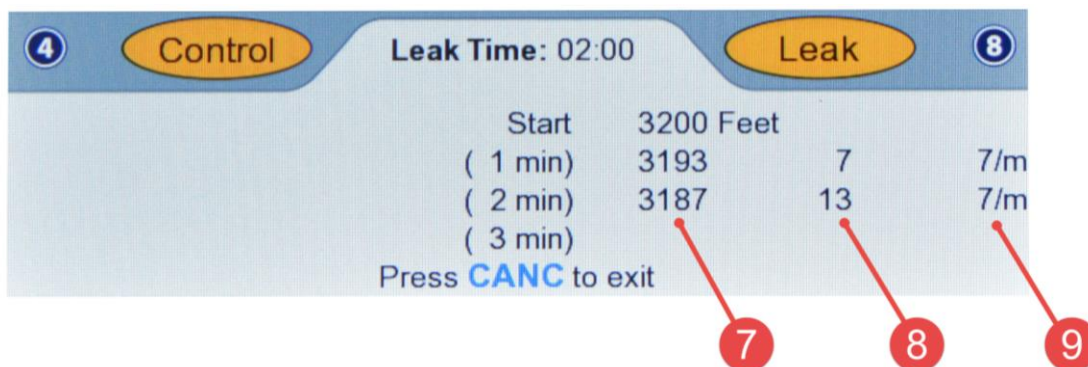 4 Control Leak Time: 02:00 Leak 8
Start 3200 Feet
( 1 min) 3193 7 7/m
( 2 min) 3187 13 7/m
( 3 min)
Press CANC to exit
7 8 9